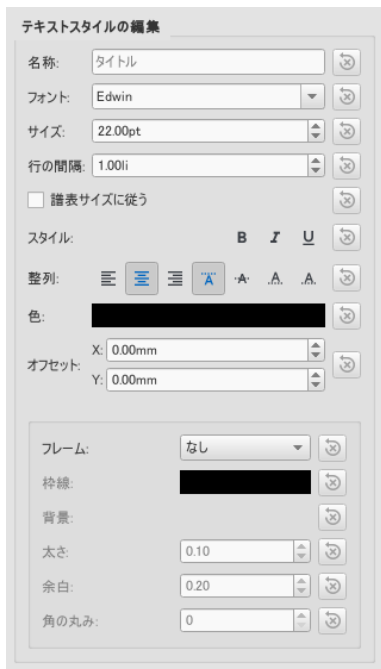 テキストスタイルの編集
名称: タイトル
フォント: Edwin
サイズ: 22.00pt
行の間隔: 1.00li
譜表サイズに従う
スタイル: B I U
整列: A A A A
色:
オフセット: X: 0.00mm
Y: 0.00mm
フレーム: なし
枠線:
背景:
太さ: 0.10
余白: 0.20
角の丸み: 0